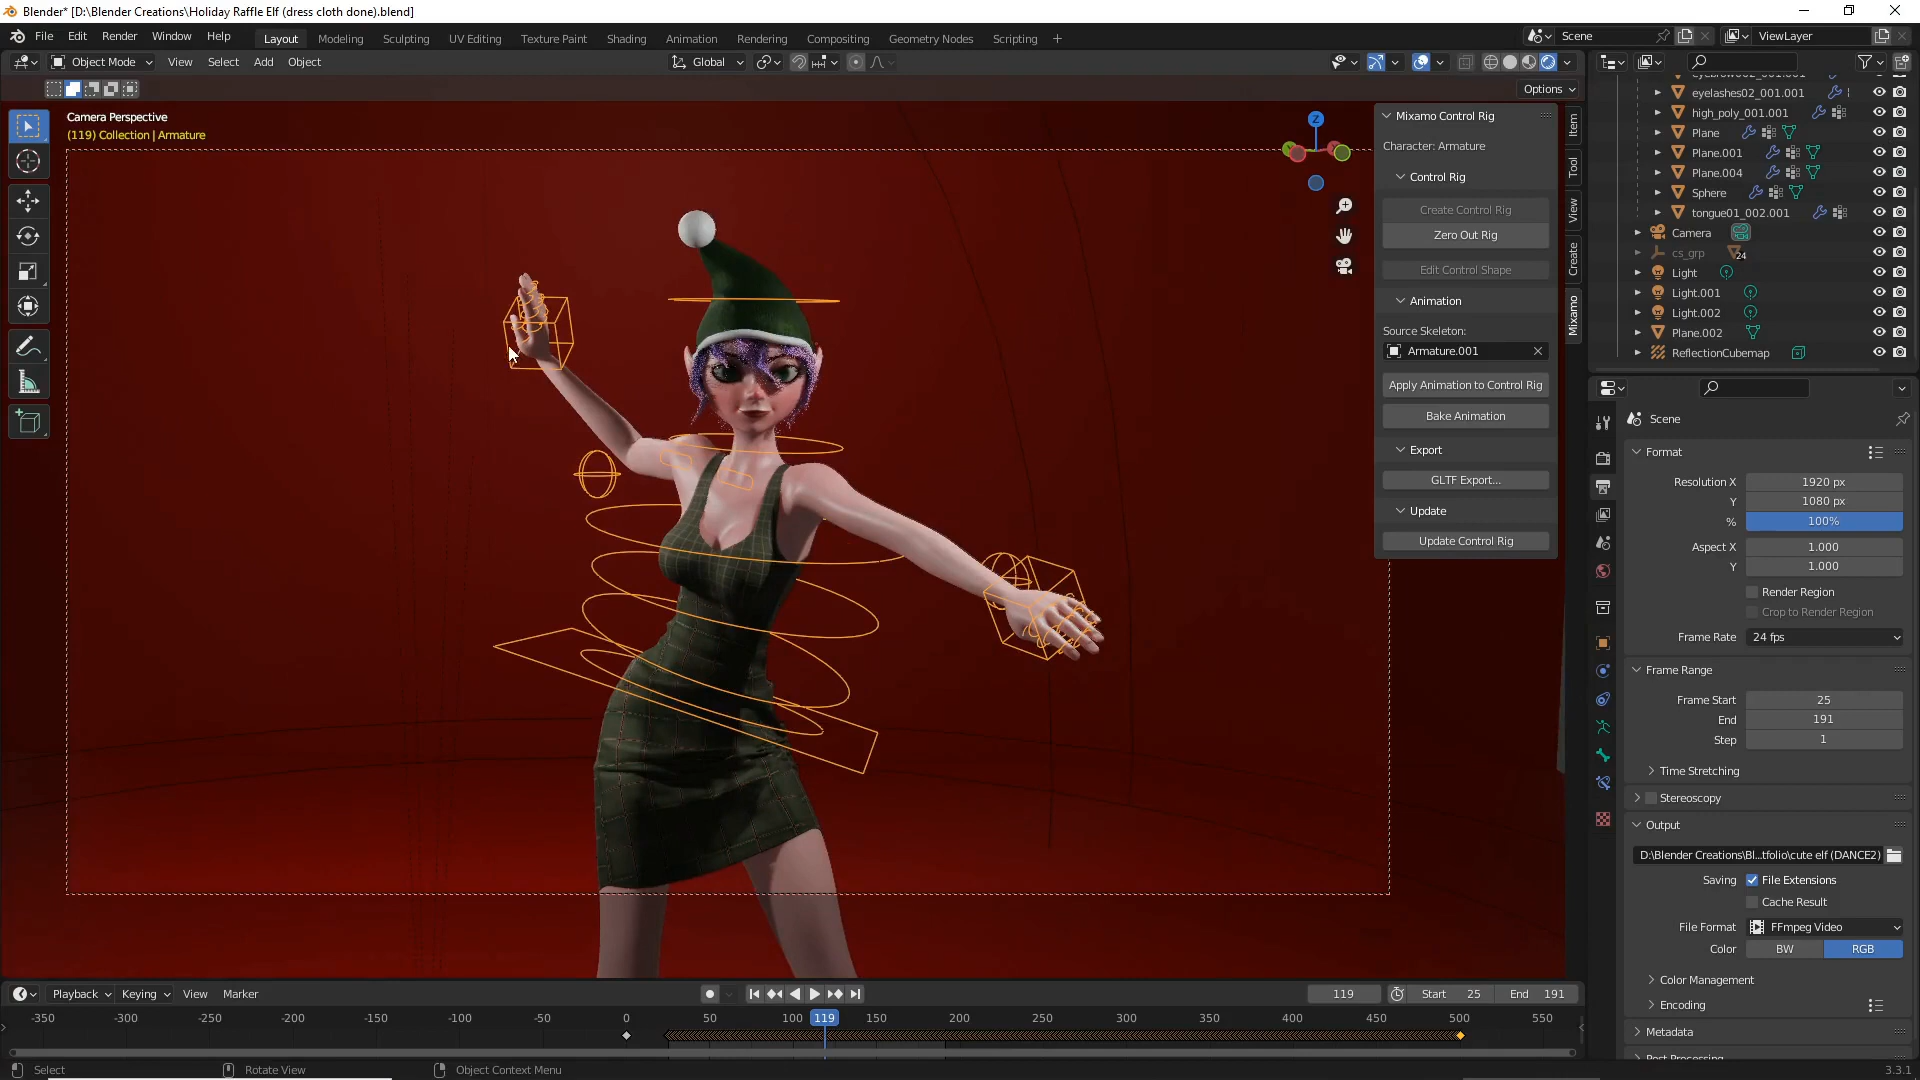 Blender* [D:\Blender Creations\Holiday Raffle Elf (dress cloth done).blend]
File Edit Render Window Help Layout Modeling Sculpting UV Editing Texture Paint Shading Animation Rendering Compositing Geometry Nodes Scripting + Scene ViewLayer
Object Mode View Select Add Object Global
Options
Camera Perspective
(119) Collection | Armature
Z
Mixamo Control Rig
Character: Armature
Control Rig
Create Control Rig
Zero Out Rig
Edit Control Shape
Animation
Source Skeleton:
Armature.001
Apply Animation to Control Rig
Bake Animation
Export
GLTF Export...
Update
Update Control Rig
Item
Tool
View
Create
Mixamo
eyelashes02_001.001
high_poly_001.001
Plane
Plane.001
Plane.004
Sphere
tongue01_002.001
Camera
cs_grp 24
Light
Light.001
Light.002
Plane.002
ReflectionCubemap
Scene
Format
Resolution X 1920 px
Y 1080 px
% 100%
Aspect X 1.000
Y 1.000
Render Region
Crop to Render Region
Frame Rate 24 fps
Frame Range
Frame Start 25
End 191
Step 1
Time Stretching
Stereoscopy
Output
D:\Blender Creations\Bl...tfolio\cute elf (DANCE2)
Saving File Extensions
Cache Result
File Format FFmpeg Video
Color BW RGB
Color Management
Encoding
Metadata
Post Processing
Playback Keying View Marker 119 Start 25 End 191
-350 -300 -250 -200 -150 -100 -50 0 50 100 119 150 200 250 300 350 400 450 500 550
Select Rotate View Object Context Menu 3.3.1